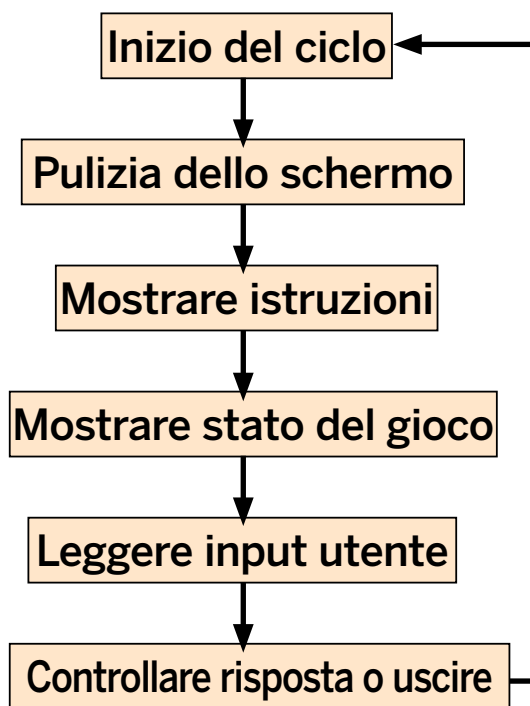 Inizio del ciclo
Pulizia dello schermo
Mostrare istruzioni
Mostrare stato del gioco
Leggere input utente
Controllare risposta o uscire